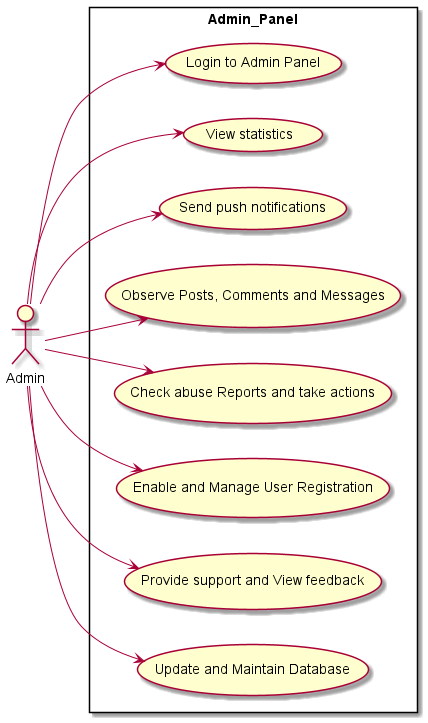 Admin_Panel
Login to Admin Panel
View statistics
Send push notifications
Observe Posts, Comments and Messages
Admin
Check abuse Reports and take actions
Enable and Manage User Registration
Provide support and View feedback
Update and Maintain Database